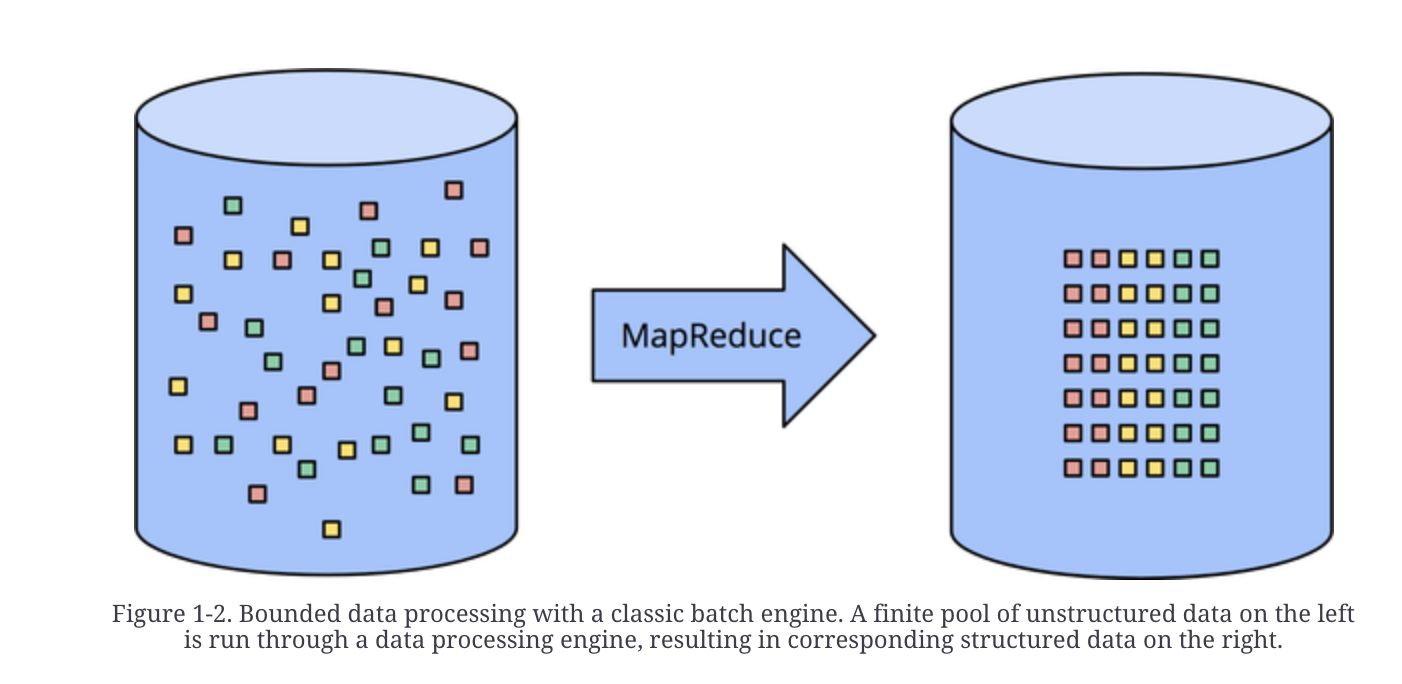 MapReduce
Figure 1-2. Bounded data processing with a classic batch engine. A finite pool of unstructured data on the left
is run through a data processing engine, resulting in corresponding structured data on the right.